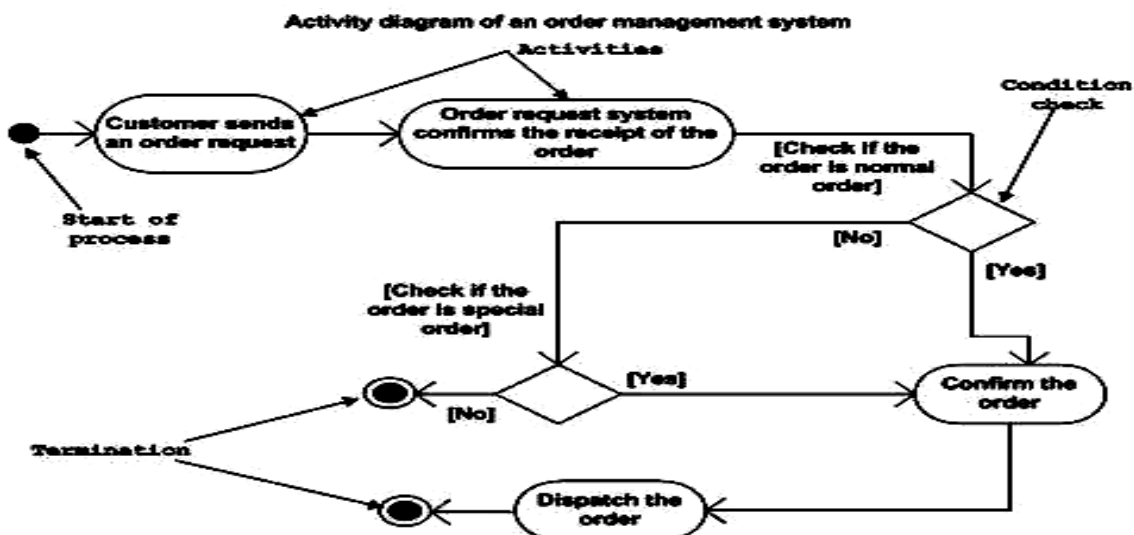 Activity diagram of an order management system
Activities
Condition
check
Customer sends
an order request
Order request system
confirms the receipt of the
order
[Check if the
order is normal
order]
Start of
process
[No]
[Yes]
[Check if the
order is special
order]
[Yes]
[No]
Confirm the
order
Termination
Dispatch the
order